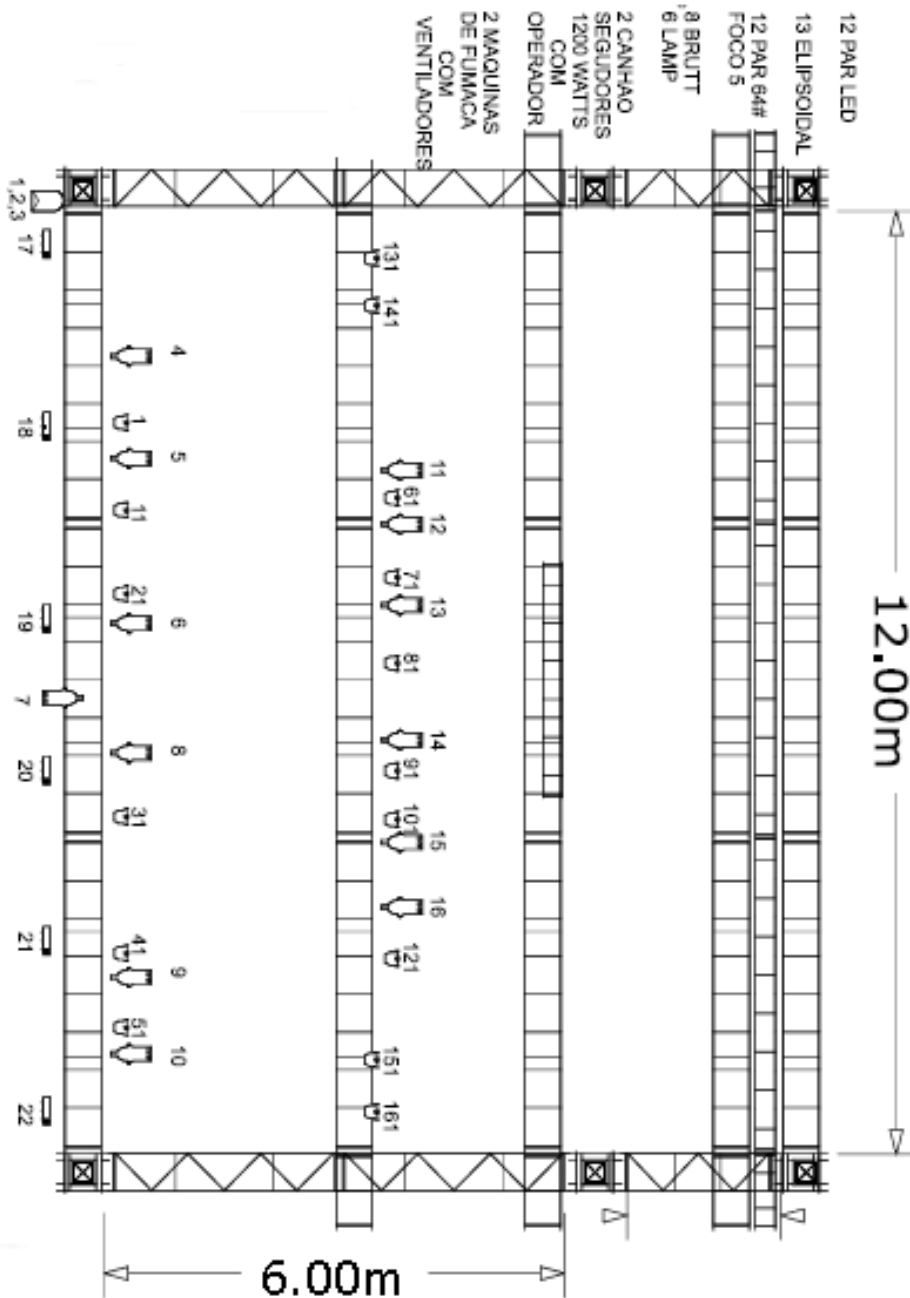 12 PAR LED
13 ELIPSOIDAL
12 PAR 64#
FOCO 5
,8 BRUTT
6 LAMP
2 CANHAO
SEGUDORES
1200 WATTS
COM
OPERADOR
2 MAQUINAS
DE FUMACA
COM
VENTILADORES
12.00m
6.00m
131
141
11
61
12
71
13
81
14
91
101
15
16
121
151
161
4
1
5
11
21
6
8
31
41
9
51
10
1,2,3
17
18
19
7
20
21
22